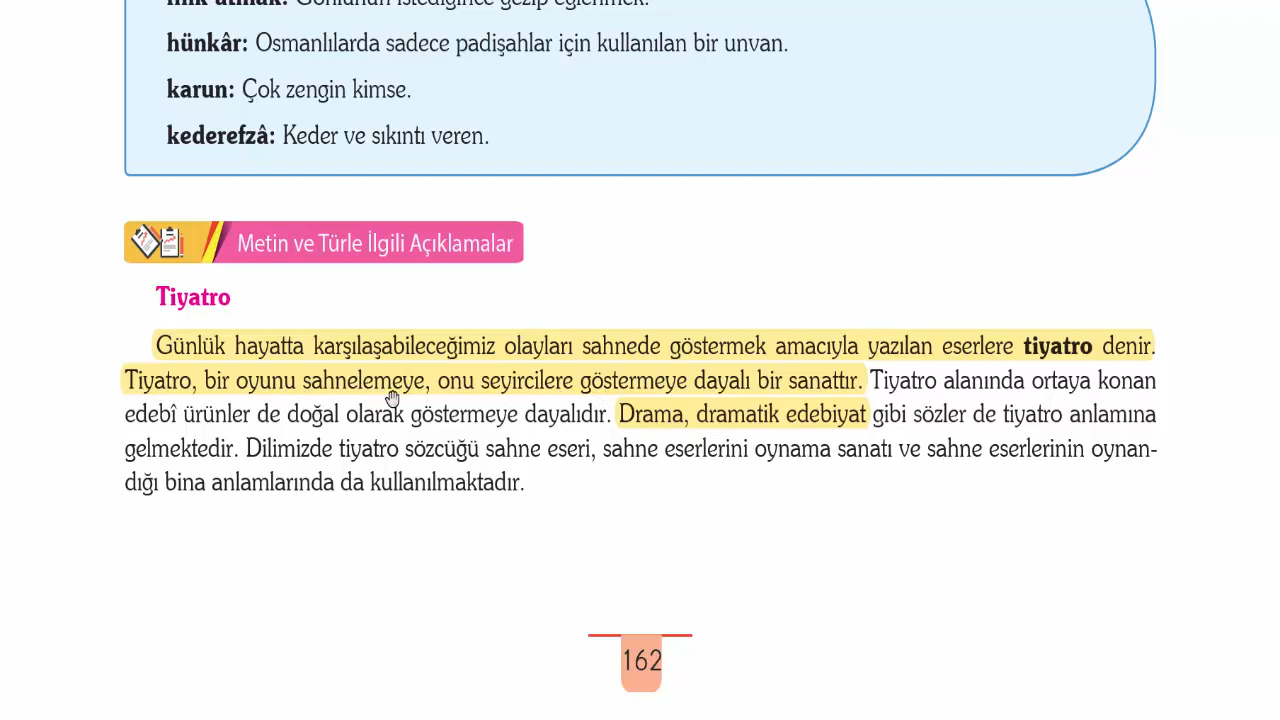 Gönlünün istediğince gezip eğlenmek.
hünkâr: Osmanlılarda sadece padişahlar için kullanılan bir unvan.
karun: Çok zengin kimse.
kederefzâ: Keder ve sıkıntı veren.
Metin ve Türle İlgili Açıklamalar
Tiyatro
Günlük hayatta karşılaşabileceğimiz olayları sahnede göstermek amacıyla yazılan eserlere tiyatro denir.
Tiyatro, bir oyunu sahnelemeye, onu seyircilere göstermeye dayalı bir sanattır. Tiyatro alanında ortaya konan
edebî ürünler de doğal olarak göstermeye dayalıdır. Drama, dramatik edebiyat gibi sözler de tiyatro anlamına
gelmektedir. Dilimizde tiyatro sözcüğü sahne eseri, sahne eserlerini oynama sanatı ve sahne eserlerinin oynan-
dığı bina anlamlarında da kullanılmaktadır.
162